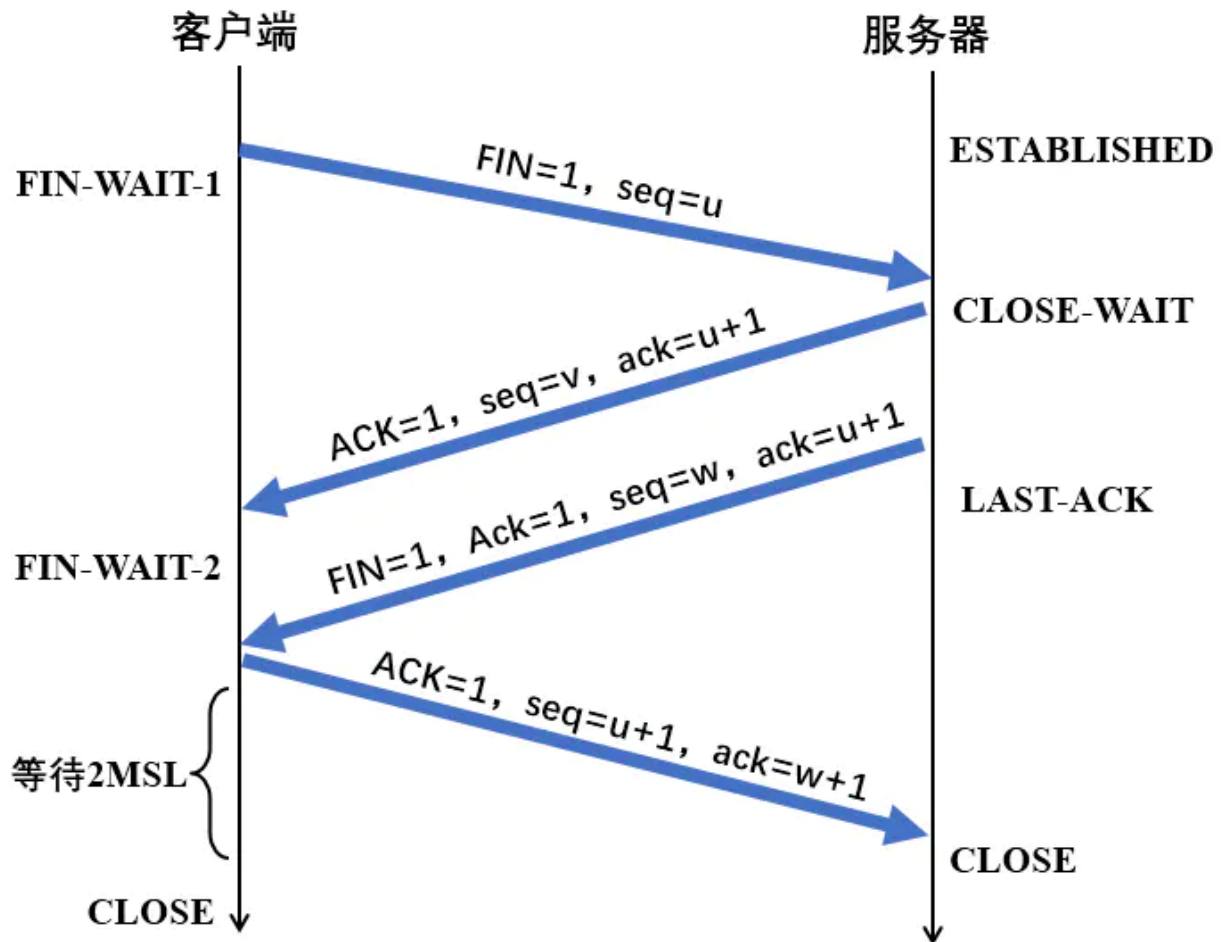 客户端
服务器
ESTABLISHED
FIN=1，seq=u
FIN-WAIT-1
CLOSE-WAIT
ACK=1，seq=v，ack=u+1
FIN=1，Ack=1，seq=w，ack=u+1
LAST-ACK
FIN-WAIT-2
ACK=1，seq=u+1，ack=w+1
等待2MSL
CLOSE
CLOSE